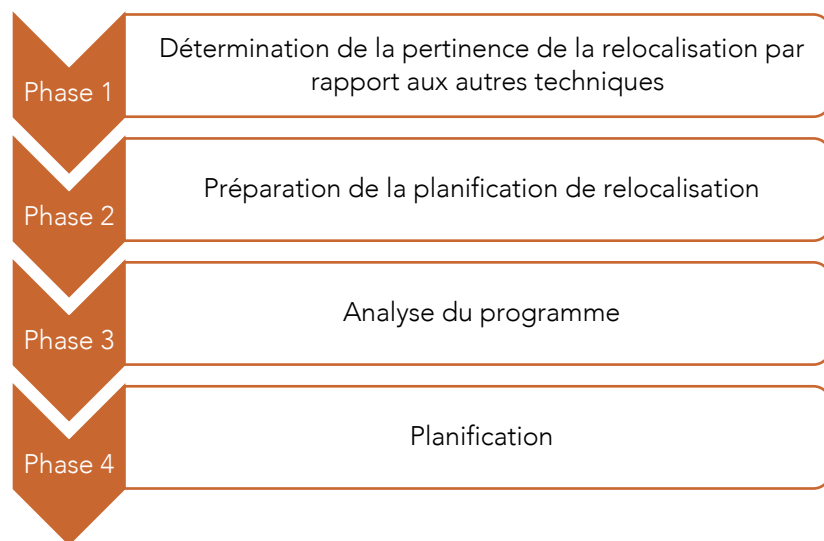 Phase 1
Détermination de la pertinence de la relocalisation par
rapport aux autres techniques
Phase 2
Préparation de la planification de relocalisation
Phase 3
Analyse du programme
Phase 4
Planification